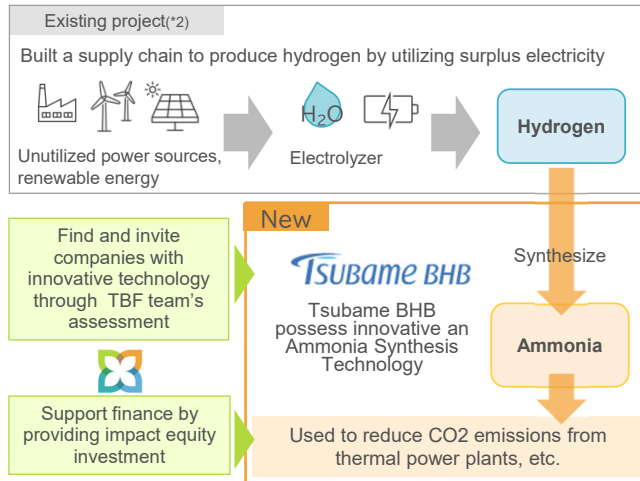 Existing project(*2)
Built a supply chain to produce hydrogen by utilizing surplus electricity
H2O
Unutilized power sources,
renewable energy
Electrolyzer
Hydrogen
Find and invite
companies with
innovative technology
through TBF team's
assessment
Support finance by
providing impact equity
investment
New
TSUBAME BHB
Tsubame BHB
possess innovative an
Ammonia Synthesis
Technology
Synthesize
Ammonia
Used to reduce CO2 emissions from
thermal power plants, etc.